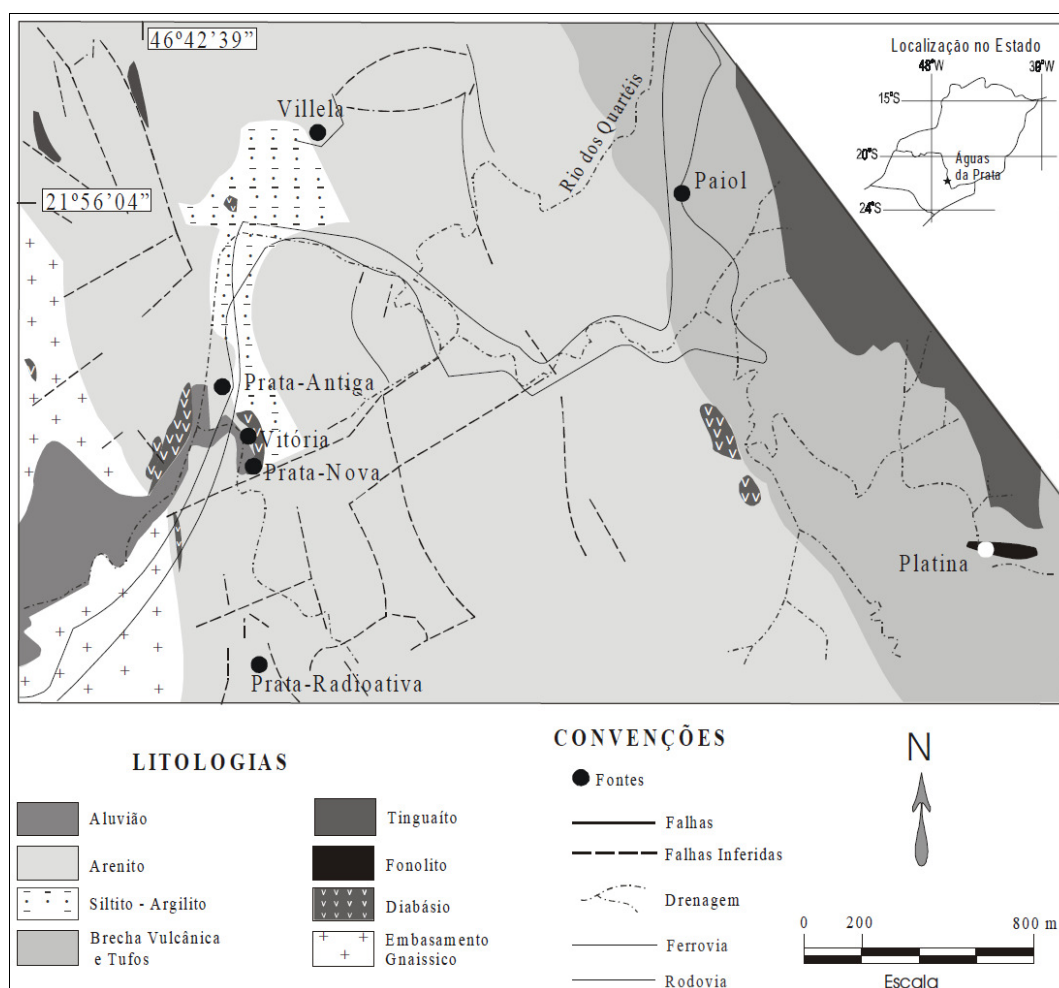 46º42'39"
Localização no Estado
48ºW
36ºW
15ºS
20ºS
24ºS
Águas
da Prata
Villela
Rio dos Quartéis
Paiol
21º56'04"
Prata-Antiga
Vitória
Prata-Nova
Platina
Prata-Radioativa
LITOLOGIAS
Aluvião
Arenito
Siltito - Argilito
Brecha Vulcânica
e Tufos
Tinguaíto
Fonolito
Diabásio
Embasamento
Gnaissico
CONVENÇÕES
Fontes
Falhas
Falhas Inferidas
Drenagem
Ferrovia
Rodovia
N
0 200 800 m
Escala